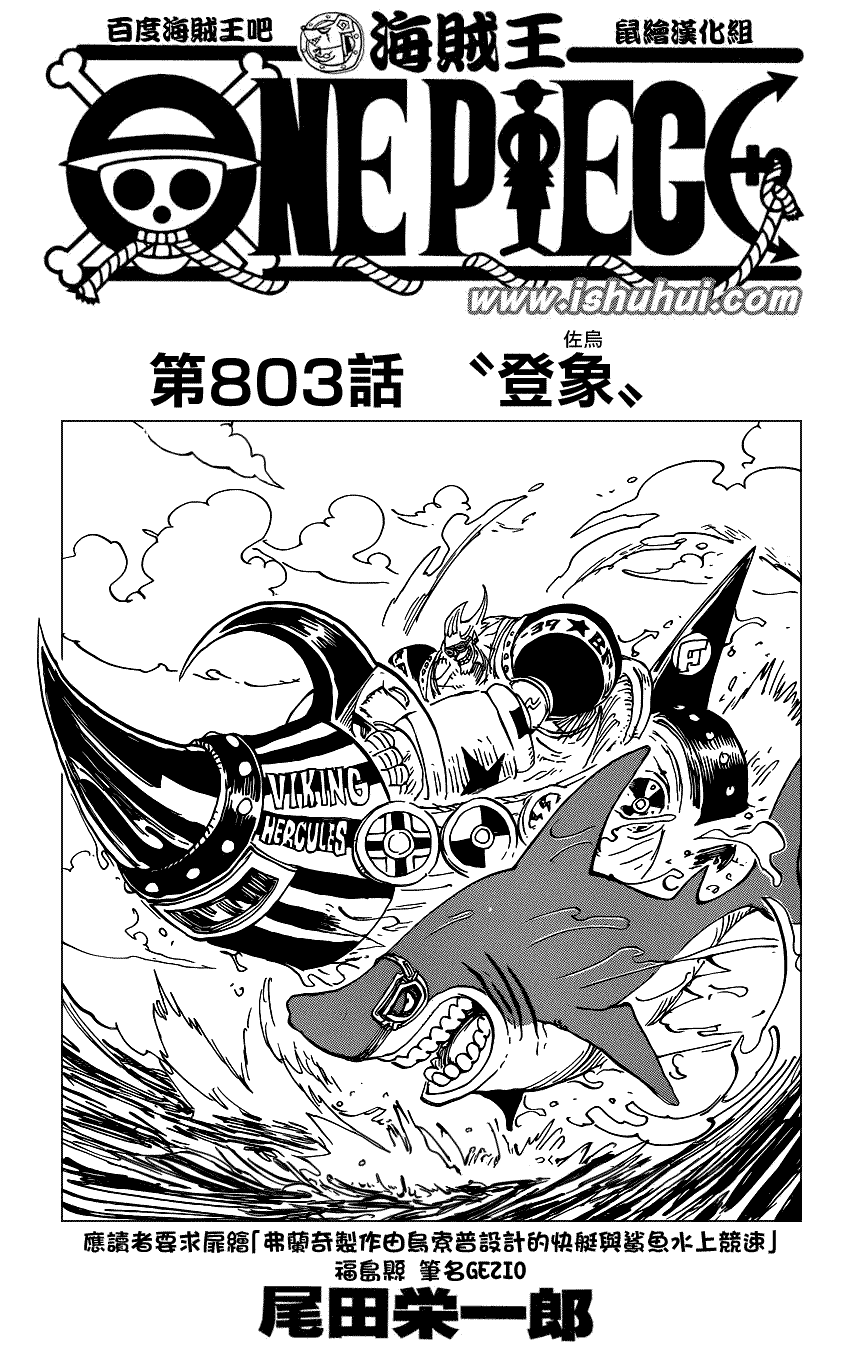 百度海賊王吧 海賊王 鼠繪漢化組
ONE PIECE
www.ishuhui.com
佐烏
第803話 〝登象〟
-39 ★ BF
VIKING
HERCULES
應讀者要求扉繪「弗蘭奇製作由烏索普設計的快艇與鯊魚水上競速」
福島縣 筆名GEZIO
尾田栄一郎